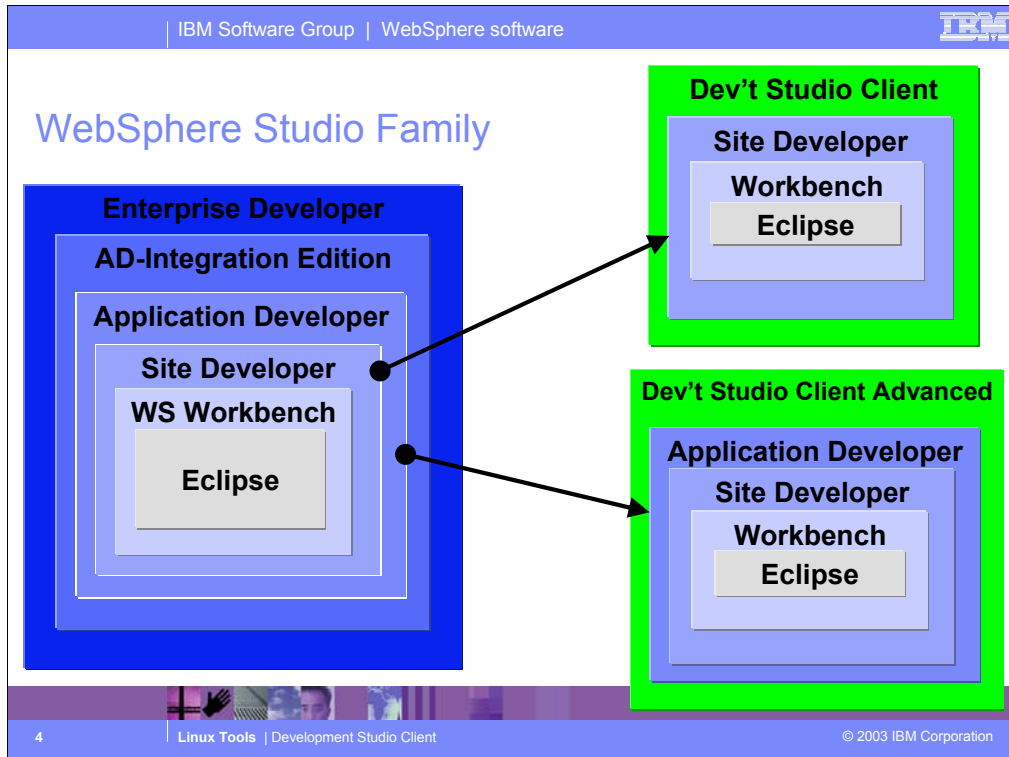 IBM Software Group | WebSphere software
IBM
WebSphere Studio Family
Enterprise Developer
AD-Integration Edition
Application Developer
Site Developer
WS Workbench
Eclipse
Dev't Studio Client
Site Developer
Workbench
Eclipse
Dev't Studio Client Advanced
Application Developer
Site Developer
Workbench
Eclipse
4
Linux Tools | Development Studio Client
© 2003 IBM Corporation